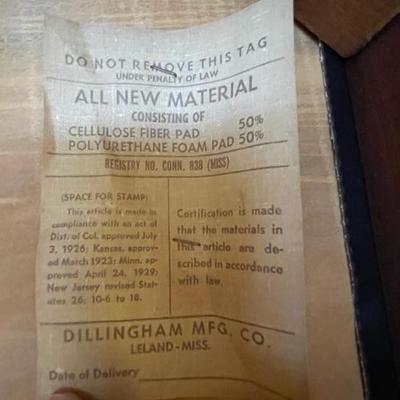 DO NOT REMOVE THIS TAG
UNDER PENALTY OF LAW
ALL NEW MATERIAL
CONSISTING OF
CELLULOSE FIBER PAD 50%
POLYURETHANE FOAM PAD 50%
REGISTRY NO. CONN. 838 (MISS)
(SPACE FOR STAMP)
This article is made in
compliance with an act of
Dist. of Col. approved July
3, 1926; Kansas, approv-
ed March 1923; Minn. ap-
proved April 24, 1929;
New Jersey revised Stat-
utes 26; 10-6 to 18.
Certification is made
that the materials in
this article are de-
scribed in accordance
with law.
DILLINGHAM MFG. CO.
LELAND-MISS.
Date of Delivery